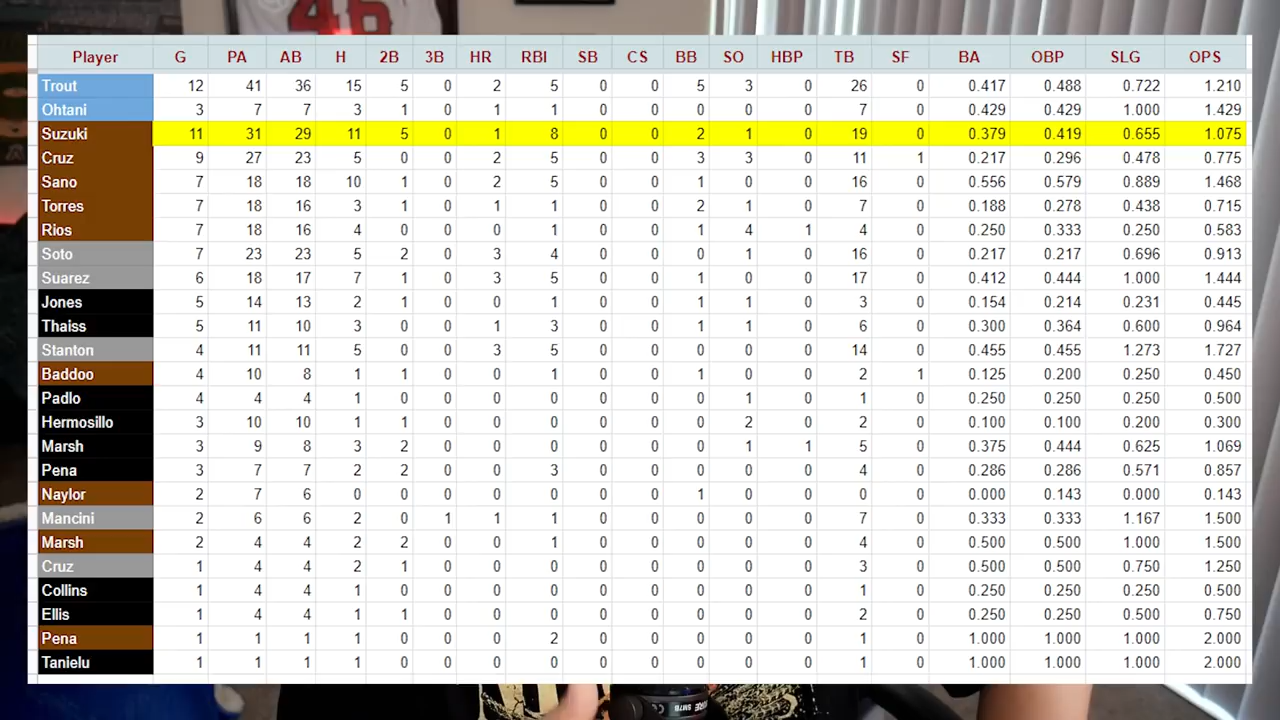 46
Player G PA AB H 2B 3B HR RBI SB CS BB SO HBP TB SF BA OBP SLG OPS
Trout 12 41 36 15 5 0 2 5 0 0 5 3 0 26 0 0.417 0.488 0.722 1.210
Ohtani 3 7 7 3 1 0 1 1 0 0 0 0 0 7 0 0.429 0.429 1.000 1.429
Suzuki 11 31 29 11 5 0 1 8 0 0 2 1 0 19 0 0.379 0.419 0.655 1.075
Cruz 9 27 23 5 0 0 2 5 0 0 3 3 0 11 1 0.217 0.296 0.478 0.775
Sano 7 18 18 10 1 0 2 5 0 0 1 0 0 16 0 0.556 0.579 0.889 1.468
Torres 7 18 16 3 1 0 1 1 0 0 2 1 0 7 0 0.188 0.278 0.438 0.715
Rios 7 18 16 4 0 0 0 1 0 0 1 4 1 4 0 0.250 0.333 0.250 0.583
Soto 7 23 23 5 2 0 3 4 0 0 0 1 0 16 0 0.217 0.217 0.696 0.913
Suarez 6 18 17 7 1 0 3 5 0 0 1 0 0 17 0 0.412 0.444 1.000 1.444
Jones 5 14 13 2 1 0 0 1 0 0 1 1 0 3 0 0.154 0.214 0.231 0.445
Thaiss 5 11 10 3 0 0 1 3 0 0 1 1 0 6 0 0.300 0.364 0.600 0.964
Stanton 4 11 11 5 0 0 3 5 0 0 0 0 0 14 0 0.455 0.455 1.273 1.727
Baddoo 4 10 8 1 1 0 0 1 0 0 1 0 0 2 1 0.125 0.200 0.250 0.450
Padlo 4 4 4 1 0 0 0 0 0 0 0 1 0 1 0 0.250 0.250 0.250 0.500
Hermosillo 3 10 10 1 1 0 0 0 0 0 0 2 0 2 0 0.100 0.100 0.200 0.300
Marsh 3 9 8 3 2 0 0 0 0 0 0 1 1 5 0 0.375 0.444 0.625 1.069
Pena 3 7 7 2 2 0 0 3 0 0 0 0 0 4 0 0.286 0.286 0.571 0.857
Naylor 2 7 6 0 0 0 0 0 0 0 1 0 0 0 0 0.000 0.143 0.000 0.143
Mancini 2 6 6 2 0 1 1 1 0 0 0 0 0 7 0 0.333 0.333 1.167 1.500
Marsh 2 4 4 2 2 0 0 1 0 0 0 0 0 4 0 0.500 0.500 1.000 1.500
Cruz 1 4 4 2 1 0 0 0 0 0 0 0 0 3 0 0.500 0.500 0.750 1.250
Collins 1 4 4 1 0 0 0 0 0 0 0 0 0 1 0 0.250 0.250 0.250 0.500
Ellis 1 4 4 1 1 0 0 0 0 0 0 0 0 2 0 0.250 0.250 0.500 0.750
Pena 1 1 1 1 0 0 0 2 0 0 0 0 0 1 0 1.000 1.000 1.000 2.000
Tanielu 1 1 1 1 0 0 0 0 0 0 0 0 0 1 0 1.000 1.000 1.000 2.000
SM7B